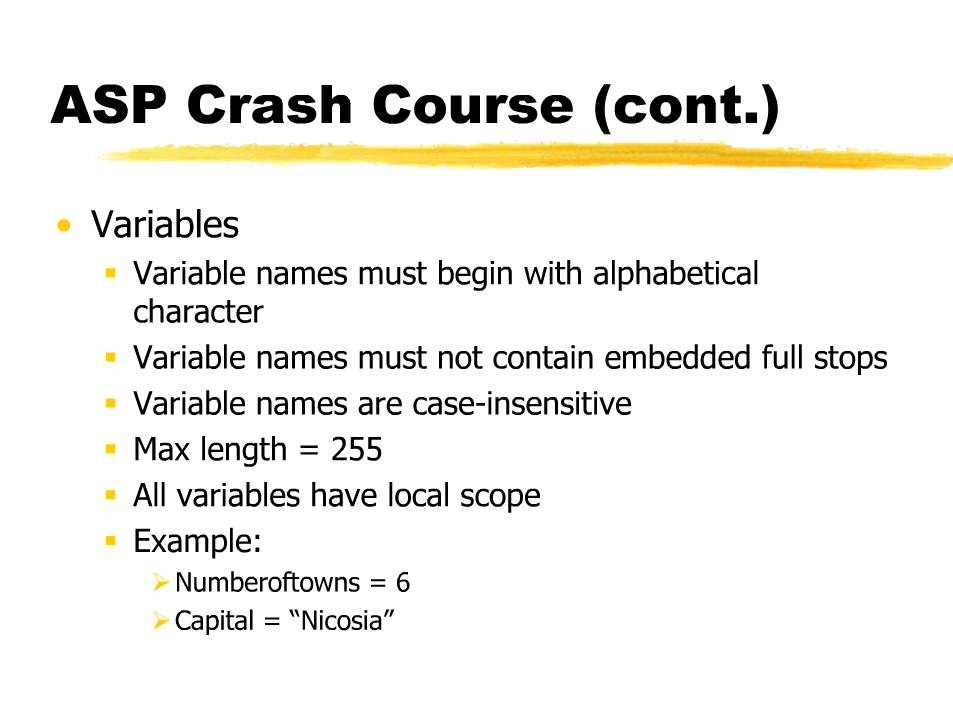 ASP Crash Course (cont.)
• Variables
▪ Variable names must begin with alphabetical
character
▪ Variable names must not contain embedded full stops
▪ Variable names are case-insensitive
▪ Max length = 255
▪ All variables have local scope
▪ Example:
➢ Numberoftowns = 6
➢ Capital = “Nicosia”